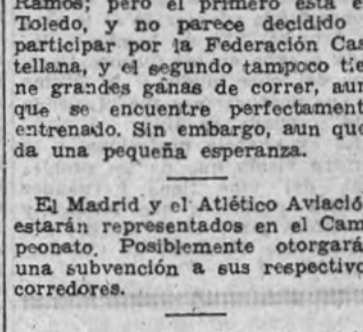 Ramos; pero el primero está e
Toledo, y no parece decidido
participar por la Federación Cas
tellana, y el segundo tampoco tie
ne grandes ganas de correr, aun
que se encuentre perfectament
entrenado. Sin embargo, aun que
da una pequeña esperanza.
El Madrid y el Atlético Aviació
estarán representados en el Cam
peonato. Posiblemente otorgará
una subvención a sus respectivo
corredores.